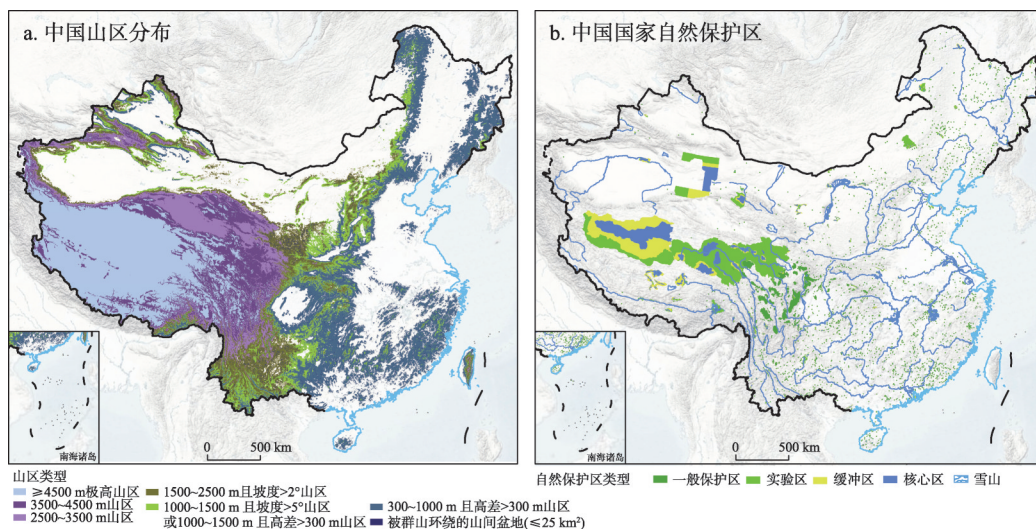 a. 中国山区分布
b. 中国国家自然保护区
0 500 km
南海诸岛
0 500 km
南海诸岛
山区类型
≥4500 m极高山区
3500~4500 m山区
2500~3500 m山区
1500~2500 m且坡度>2°山区
1000~1500 m且坡度>5°山区
或1000~1500 m 且高差>300 m山区
300~1000 m且高差>300 m山区
被群山环绕的山间盆地(≤25 km²)
自然保护区类型
一般保护区
实验区
缓冲区
核心区
雪山